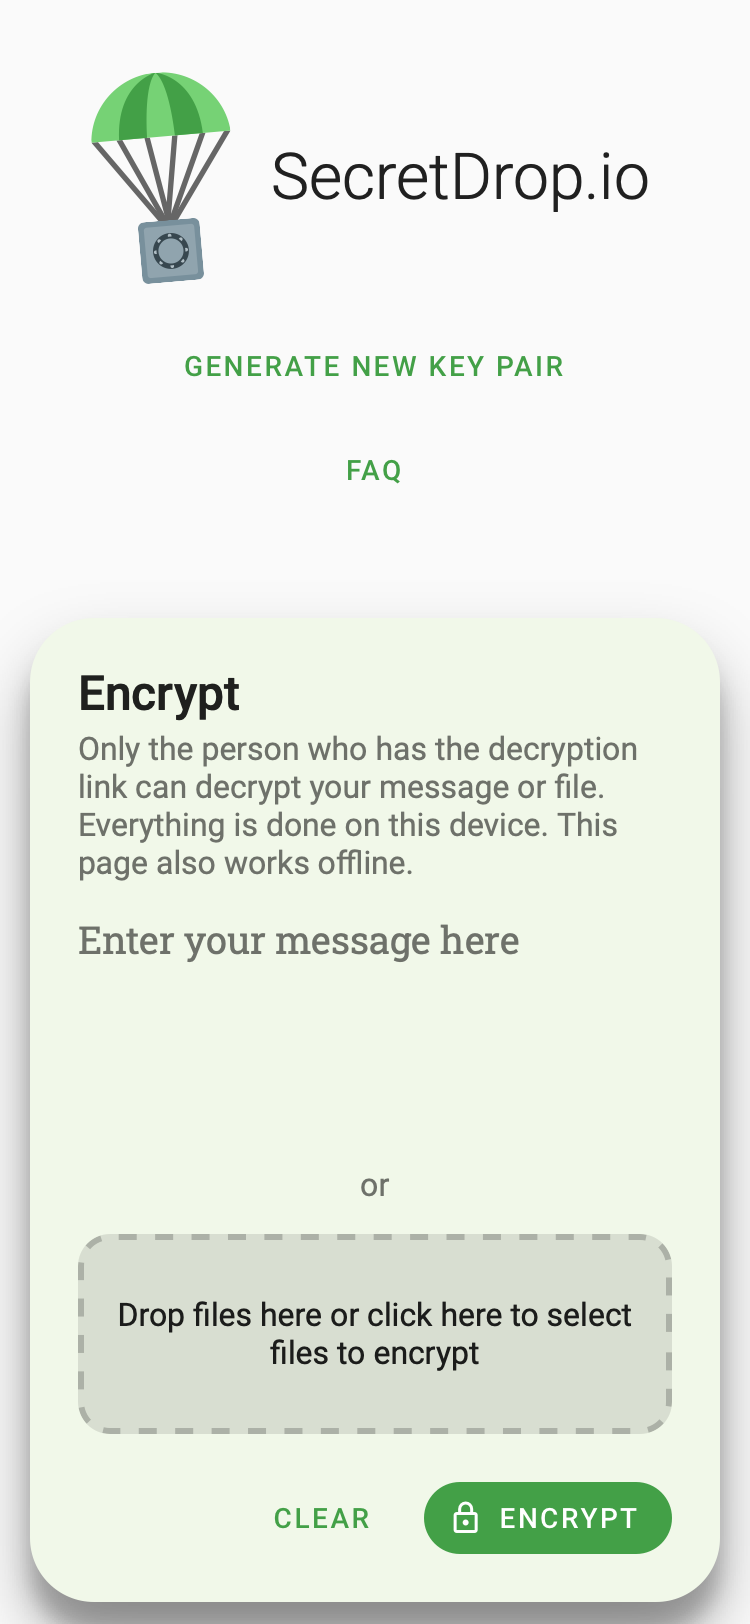 SecretDrop.io
GENERATE NEW KEY PAIR
FAQ
Encrypt
Only the person who has the decryption
link can decrypt your message or file.
Everything is done on this device. This
page also works offline.
Enter your message here
or
Drop files here or click here to select
files to encrypt
CLEAR
ENCRYPT